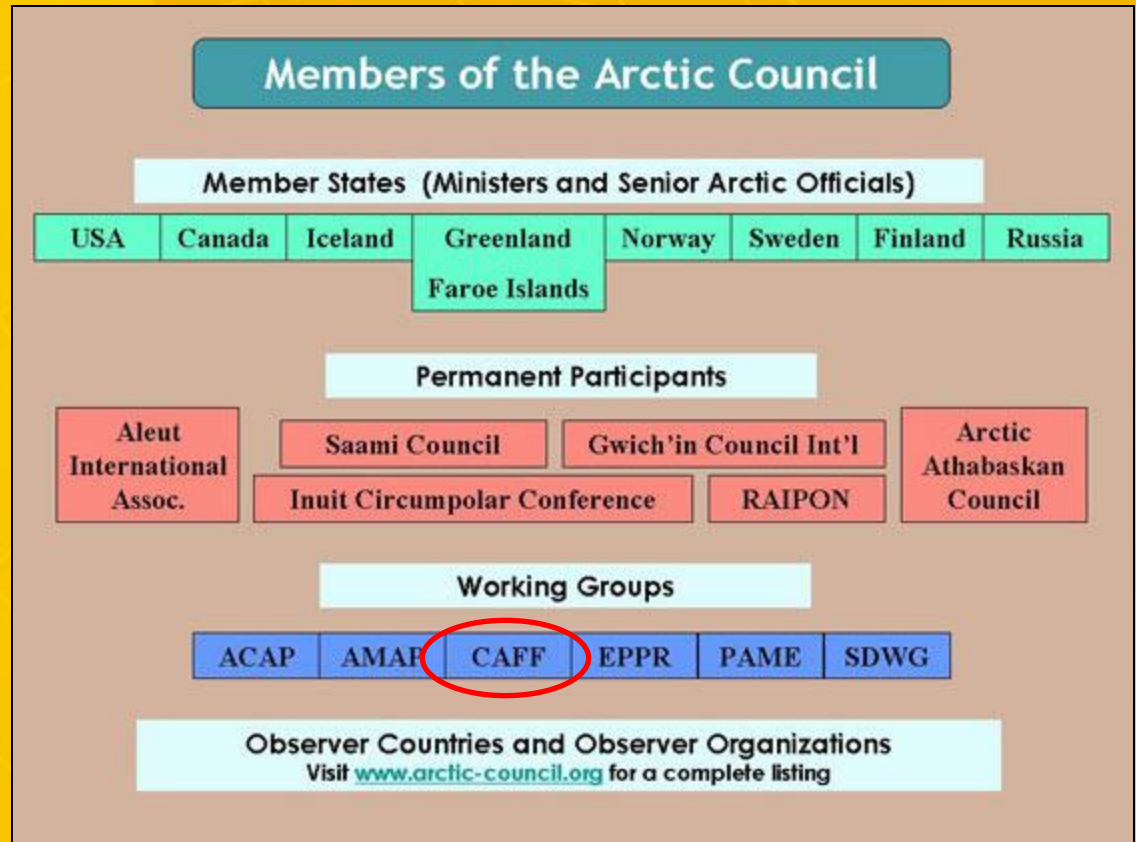 Members of the Arctic Council
Member States (Ministers and Senior Arctic Officials)
USA Canada Iceland Greenland Norway Sweden Finland Russia
Faroe Islands
Permanent Participants
Aleut International Assoc.
Saami Council
Gwich'in Council Int'l
Inuit Circumpolar Conference
RAIPON
Arctic Athabaskan Council
Working Groups
ACAP AMAP CAFF EPPR PAME SDWG
Observer Countries and Observer Organizations
Visit www.arctic-council.org for a complete listing